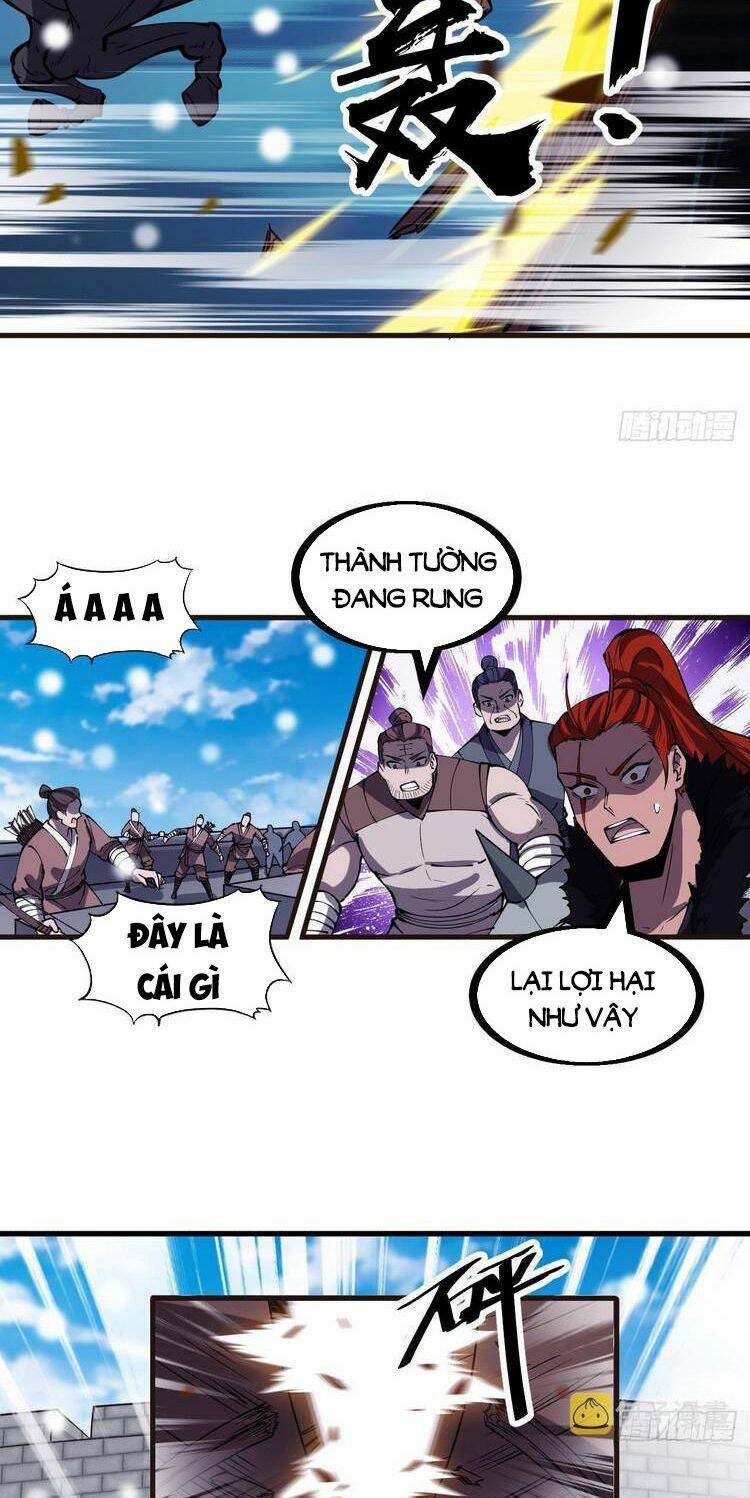 轰!
腾讯动漫
Á A A A
THÀNH TƯỜNG
ĐANG RUNG
ĐÂY LÀ
CÁI GÌ
LẠI LỢI HẠI
NHƯ VẬY
砰